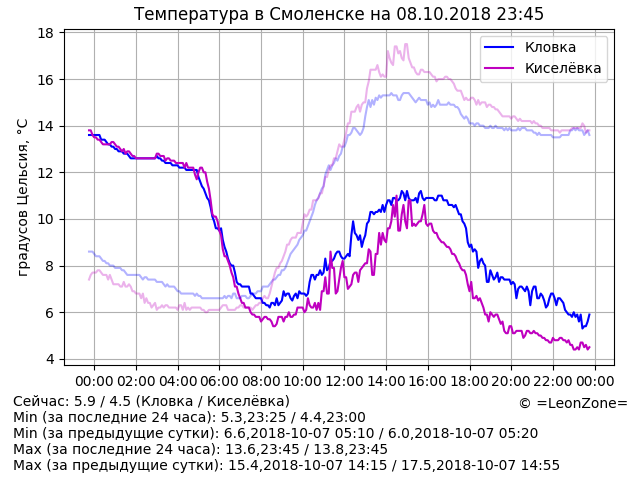 Температура в Смоленске на 08.10.2018 23:45
18
16
14
12
10
8
6
4
градусов Цельсия, °C
Кловка
Киселёвка
00:00 02:00 04:00 06:00 08:00 10:00 12:00 14:00 16:00 18:00 20:00 22:00 00:00
Сейчас: 5.9 / 4.5 (Кловка / Киселёвка)
© =LeonZone=
Min (за последние 24 часа): 5.3,23:25 / 4.4,23:00
Min (за предыдущие сутки): 6.6,2018-10-07 05:10 / 6.0,2018-10-07 05:20
Max (за последние 24 часа): 13.6,23:45 / 13.8,23:45
Max (за предыдущие сутки): 15.4,2018-10-07 14:15 / 17.5,2018-10-07 14:55